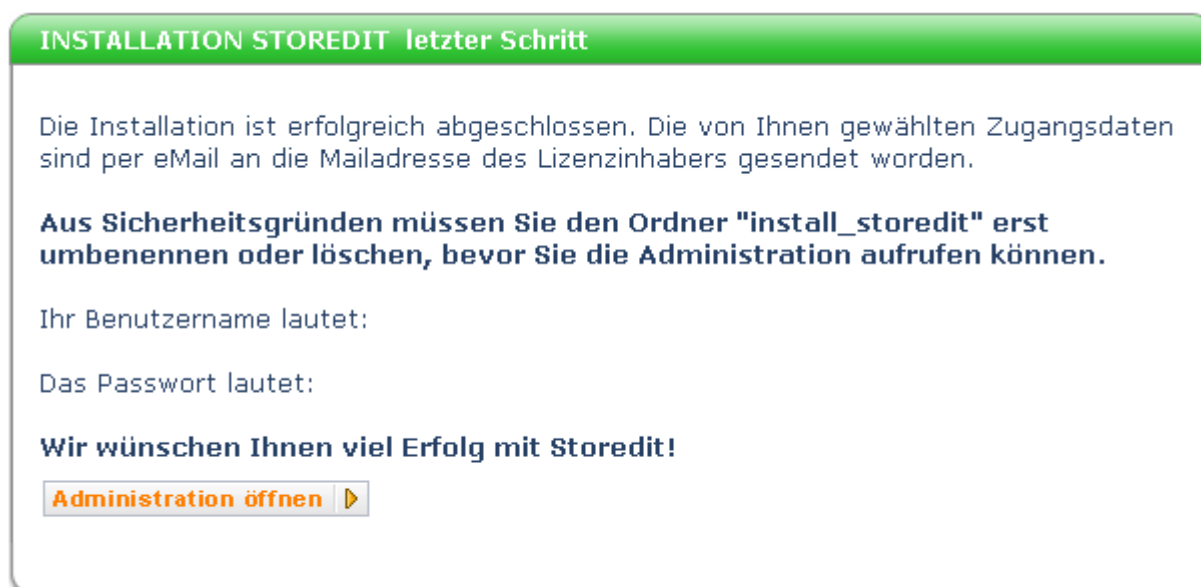 INSTALLATION STOREDIT letzter Schritt
Die Installation ist erfolgreich abgeschlossen. Die von Ihnen gewählten Zugangsdaten
sind per eMail an die Mailadresse des Lizenzinhabers gesendet worden.
Aus Sicherheitsgründen müssen Sie den Ordner "install_storedit" erst
umbenennen oder löschen, bevor Sie die Administration aufrufen können.
Ihr Benutzername lautet:
Das Passwort lautet:
Wir wünschen Ihnen viel Erfolg mit Storedit!
Administration öffnen